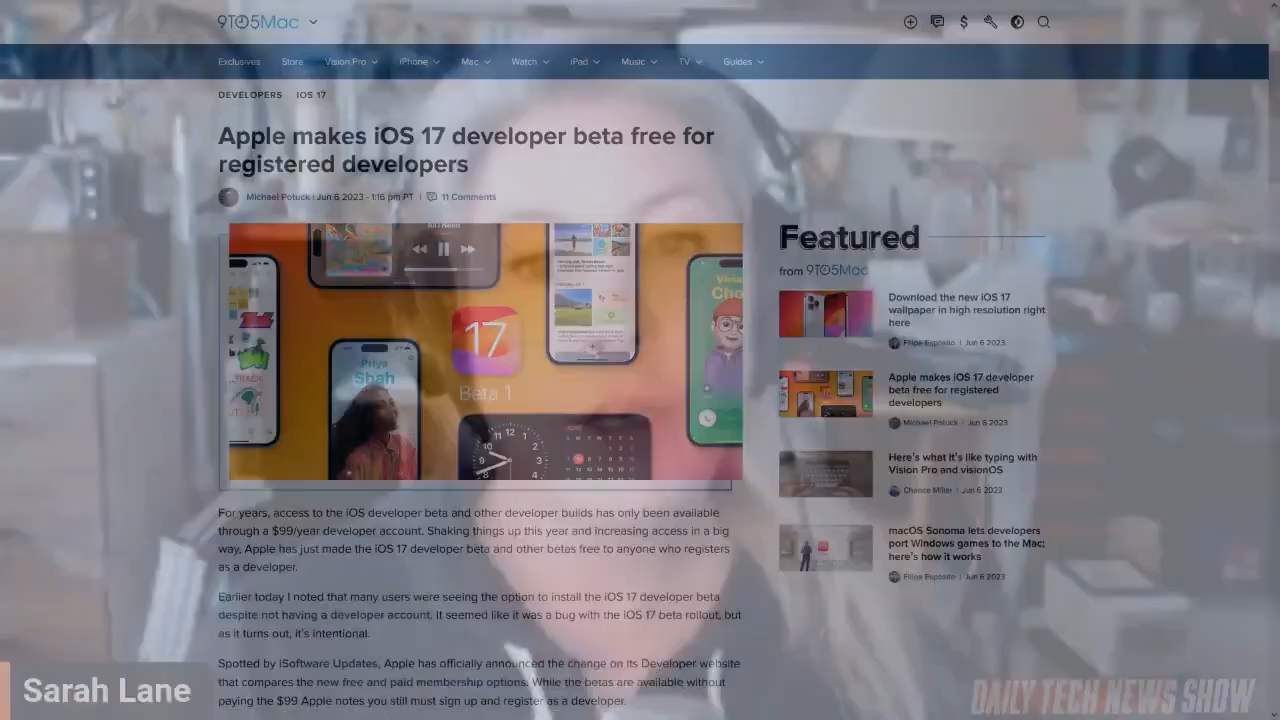 9TO5Mac
Exclusives Store Vision Pro iPhone Mac Watch iPad Music TV Guides
DEVELOPERS IOS 17
Apple makes iOS 17 developer beta free for
registered developers
Michael Potuck | Jun 6 2023 - 1:16 pm PT | 11 Comments
17
Beta 1
Priya
Shah
TRACK
Featured
from 9TO5Mac
Download the new iOS 17
wallpaper in high resolution right
here
Filipe Esposito | Jun 6 2023
Apple makes iOS 17 developer
beta free for registered
developers
Michael Potuck | Jun 6 2023
Here's what it's like typing with
Vision Pro and visionOS
Chance Miller | Jun 6 2023
macOS Sonoma lets developers
port Windows games to the Mac;
here's how it works
Filipe Esposito | Jun 6 2023
For years, access to the iOS developer beta and other developer builds has only been available
through a $99/year developer account. Shaking things up this year and increasing access in a big
way, Apple has just made the iOS 17 developer beta and other betas free to anyone who registers
as a developer.
Earlier today I noted that many users were seeing the option to install the iOS 17 developer beta
despite not having a developer account. It seemed like it was a bug with the iOS 17 beta rollout, but
as it turns out, it's intentional.
Spotted by iSoftware Updates, Apple has officially announced the change on its Developer website
that compares the new free and paid membership options. While the betas are available without
paying the $99 Apple notes you still must sign up and register as a developer.
Sarah Lane
DAILY TECH NEWS SHOW